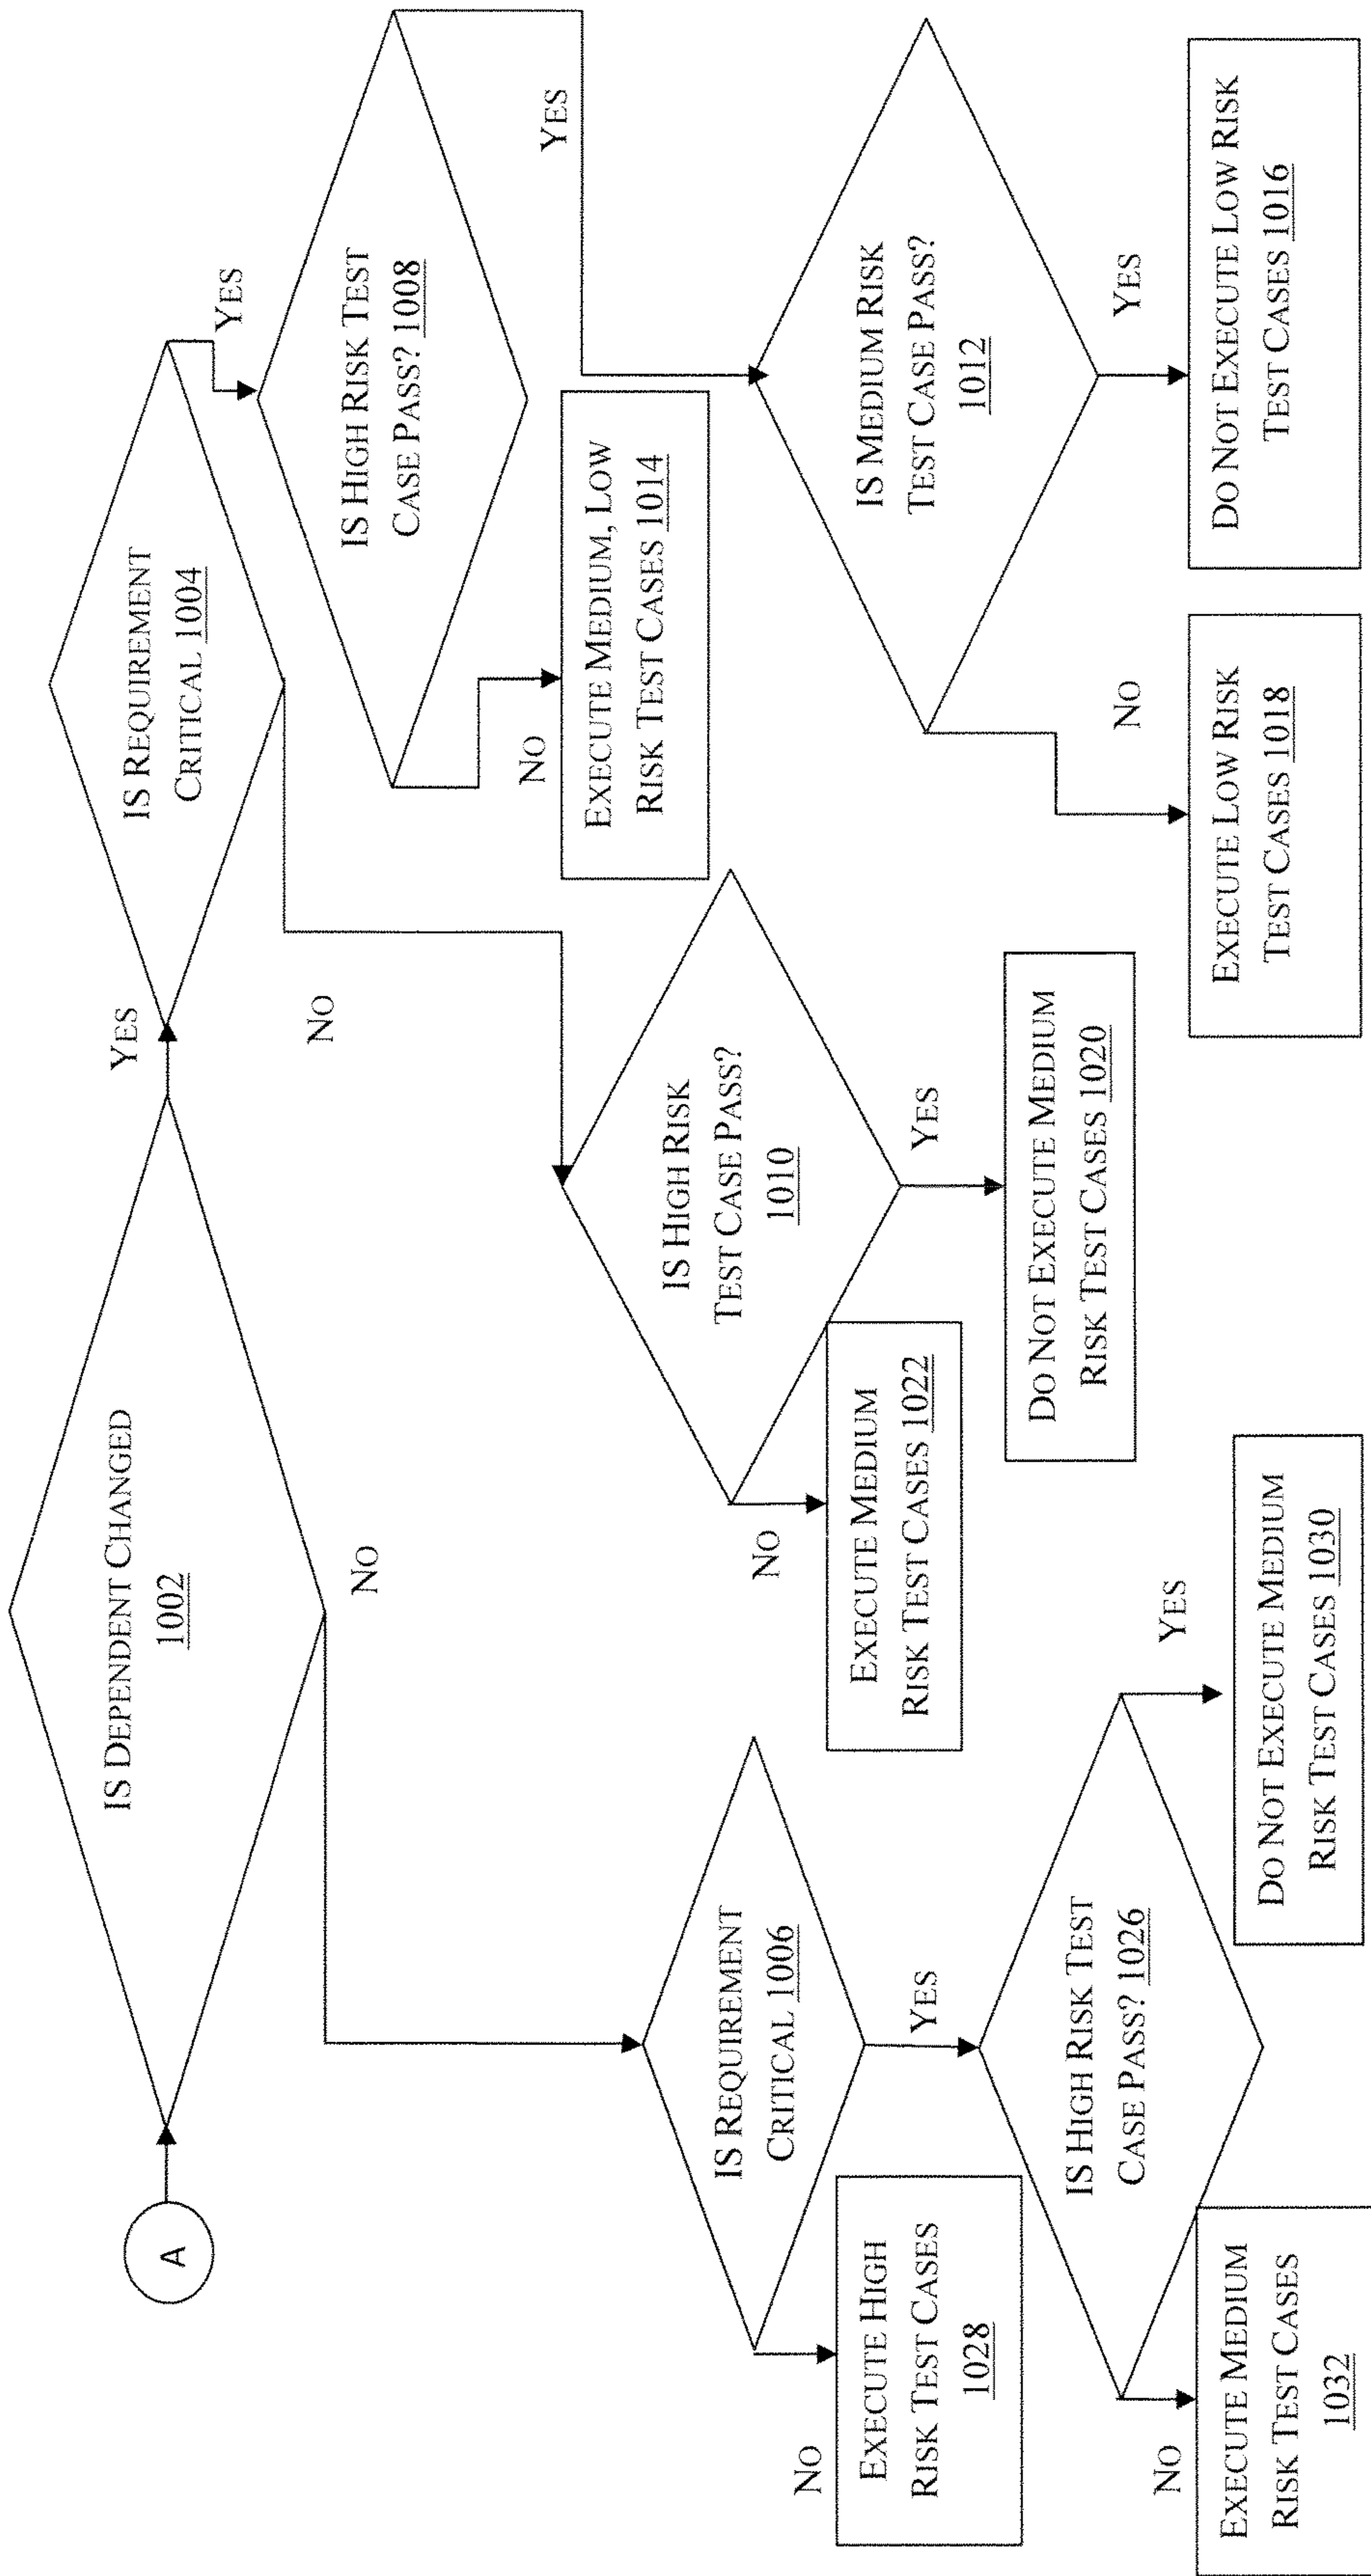 A
IS DEPENDENT CHANGED
1002
YES
NO
IS REQUIREMENT
CRITICAL 1004
YES
NO
IS HIGH RISK TEST
CASE PASS? 1008
YES
NO
EXECUTE MEDIUM, LOW
RISK TEST CASES 1014
IS REQUIREMENT
CRITICAL 1006
NO
YES
EXECUTE HIGH
RISK TEST CASES
1028
IS HIGH RISK TEST
CASE PASS? 1026
NO
YES
EXECUTE MEDIUM
RISK TEST CASES
1032
DO NOT EXECUTE MEDIUM
RISK TEST CASES 1030
IS HIGH RISK
TEST CASE PASS?
1010
NO
YES
EXECUTE MEDIUM
RISK TEST CASES 1022
DO NOT EXECUTE MEDIUM
RISK TEST CASES 1020
IS MEDIUM RISK
TEST CASE PASS?
1012
NO
YES
EXECUTE LOW RISK
TEST CASES 1018
DO NOT EXECUTE LOW RISK
TEST CASES 1016